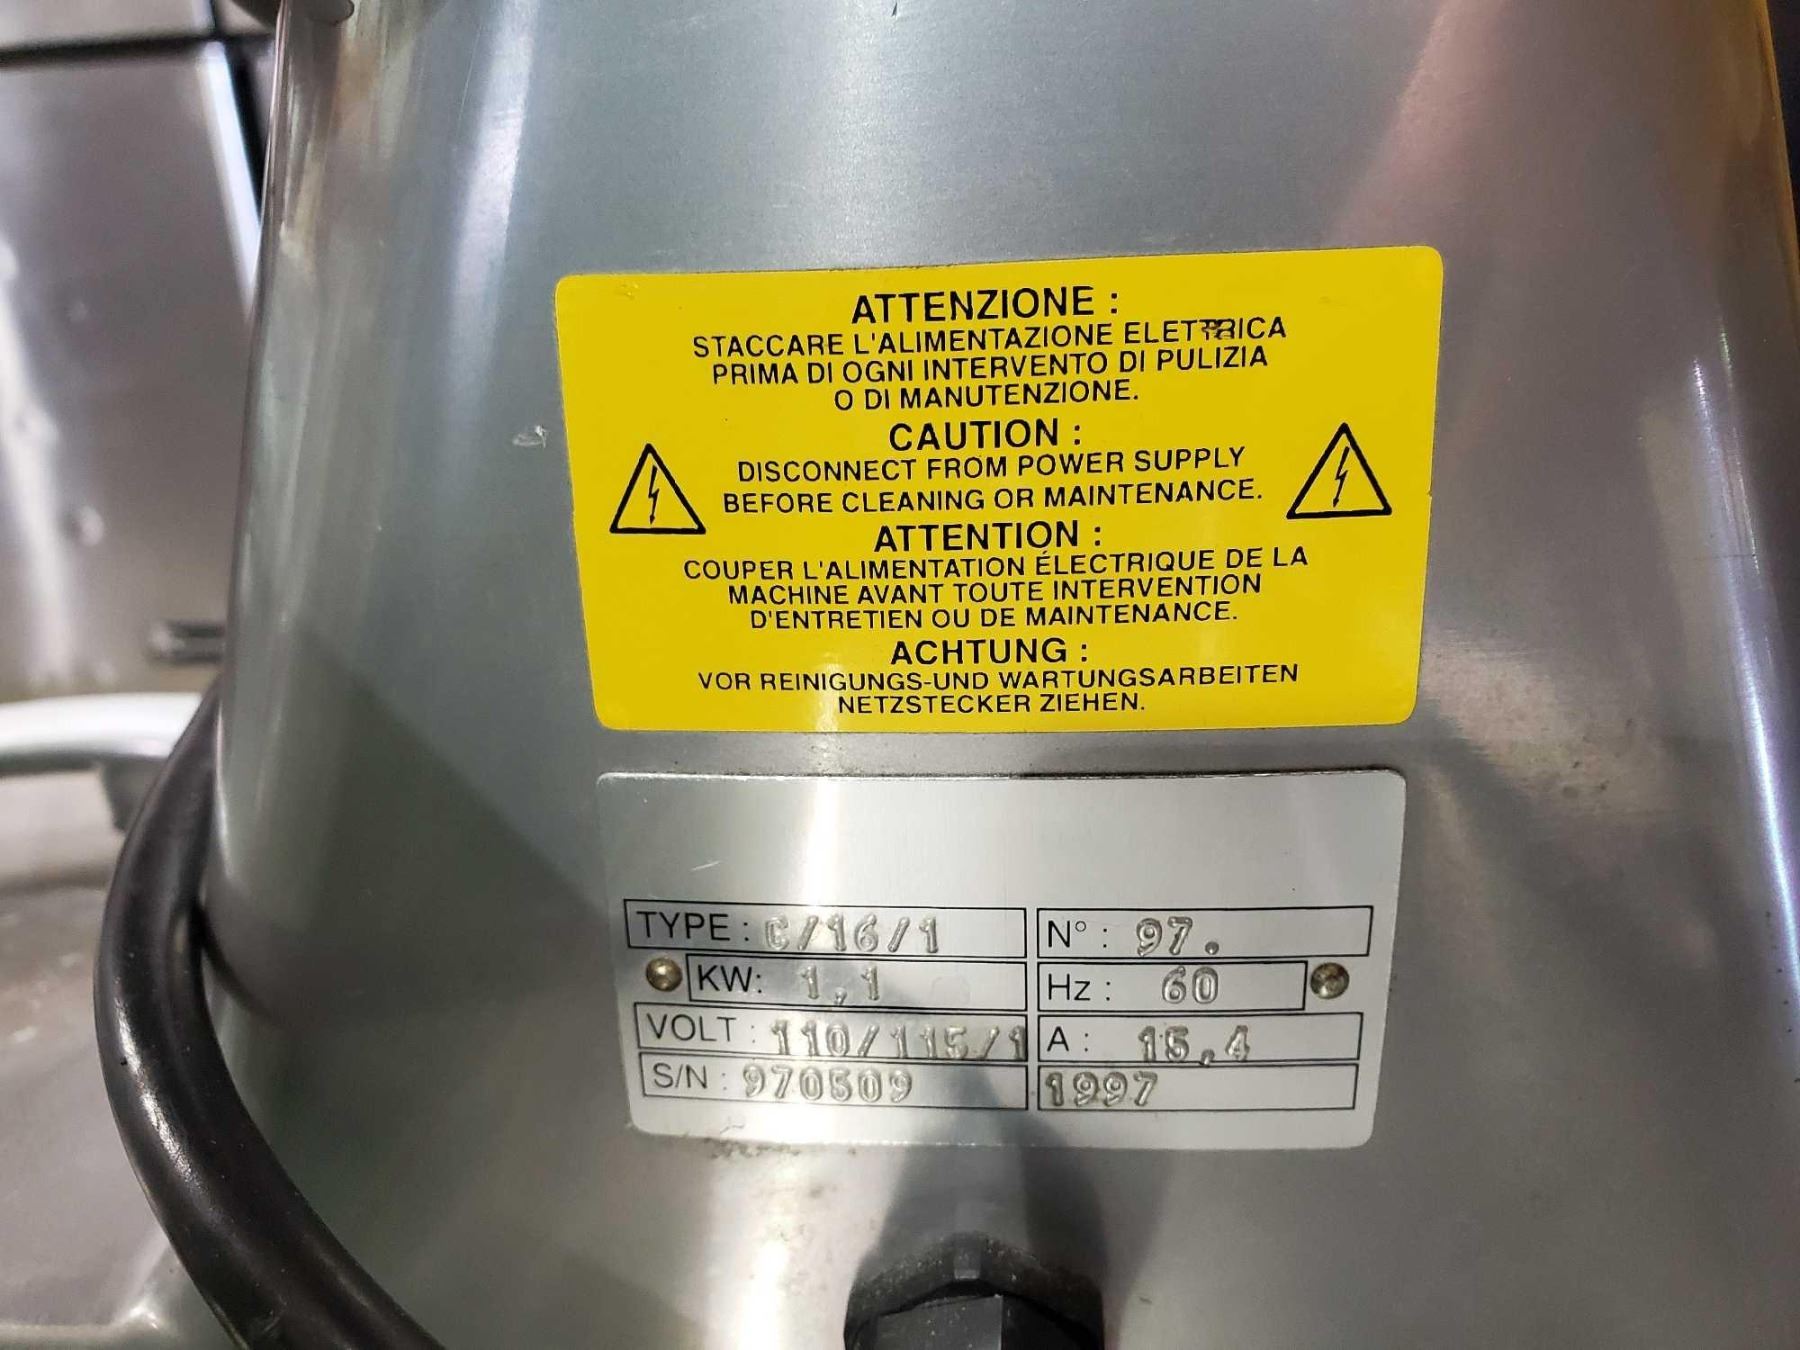 ATTENZIONE :
STACCARE L'ALIMENTAZIONE ELETTRICA
PRIMA DI OGNI INTERVENTO DI PULIZIA
O DI MANUTENZIONE.
CAUTION :
DISCONNECT FROM POWER SUPPLY
BEFORE CLEANING OR MAINTENANCE.
ATTENTION :
COUPER L'ALIMENTATION ÉLECTRIQUE DE LA
MACHINE AVANT TOUTE INTERVENTION
D'ENTRETIEN OU DE MAINTENANCE.
ACHTUNG :
VOR REINIGUNGS-UND WARTUNGSARBEITEN
NETZSTECKER ZIEHEN.
TYPE : C/16/1 N° : 97.
KW: 1,1 Hz : 60
VOLT : 110/115/1 A : 15,4
S/N : 970509 1997